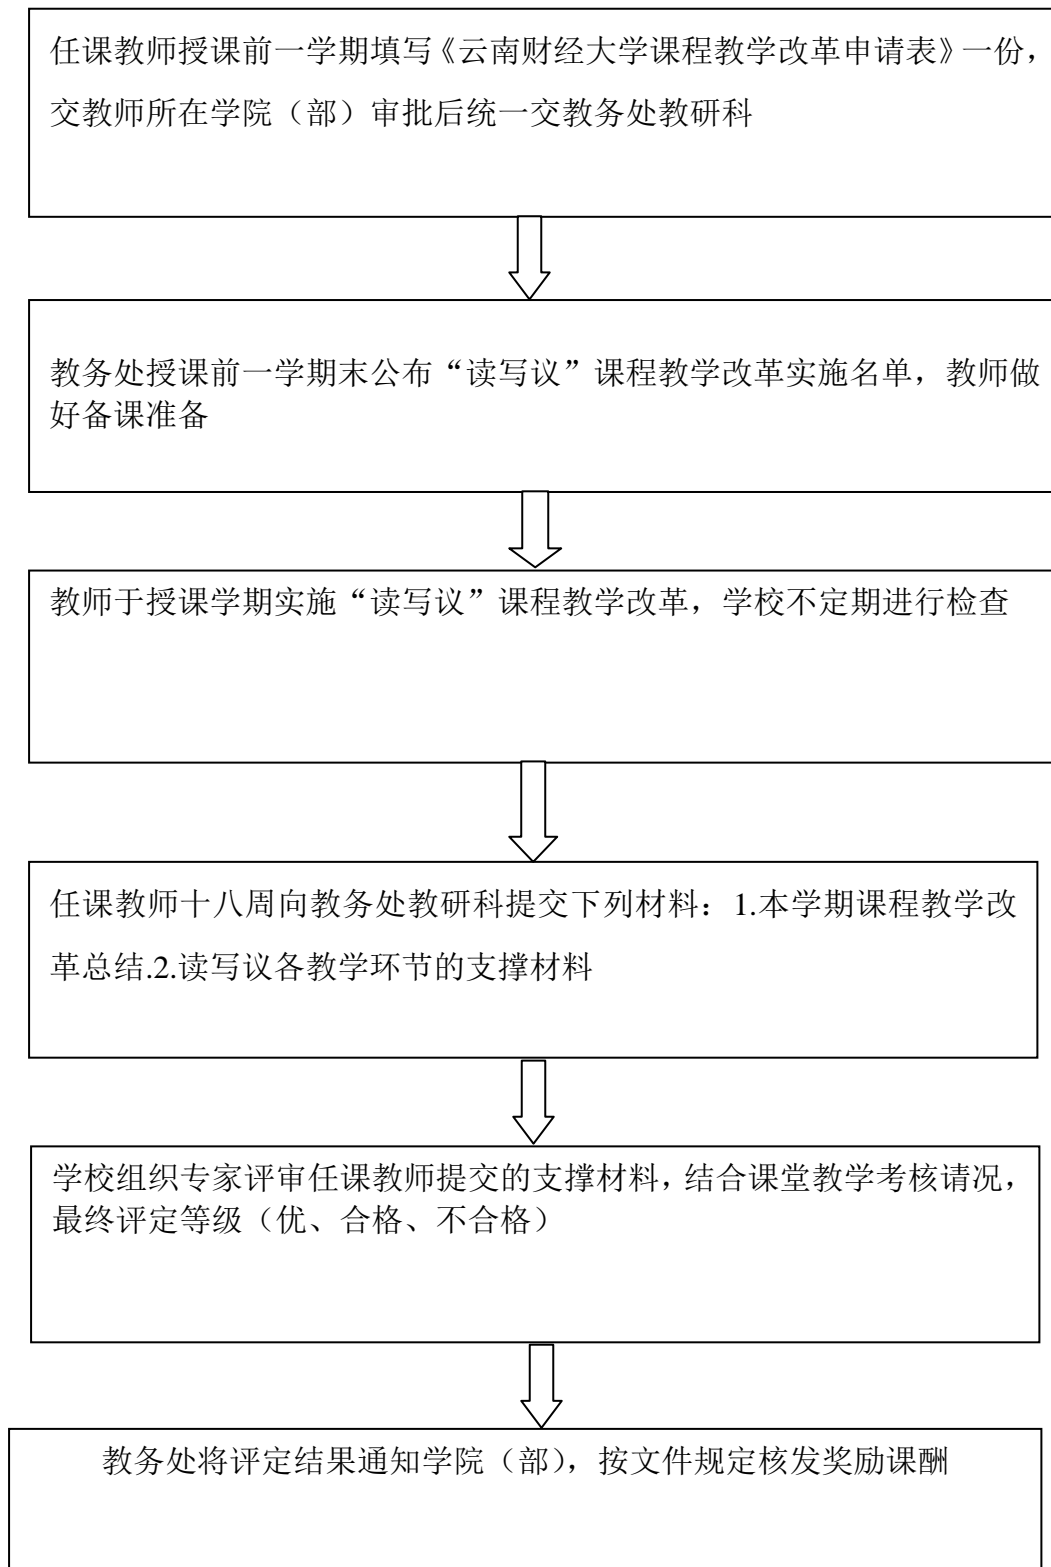 任课教师授课前一学期填写《云南财经大学课程教学改革申请表》一份，
交教师所在学院（部）审批后统一交教务处教研科
教务处授课前一学期末公布“读写议”课程教学改革实施名单，教师做
好备课准备
教师于授课学期实施“读写议”课程教学改革，学校不定期进行检查
任课教师十八周向教务处教研科提交下列材料：1.本学期课程教学改
革总结.2.读写议各教学环节的支撑材料
学校组织专家评审任课教师提交的支撑材料，结合课堂教学考核请况，
最终评定等级（优、合格、不合格）
教务处将评定结果通知学院（部），按文件规定核发奖励课酬